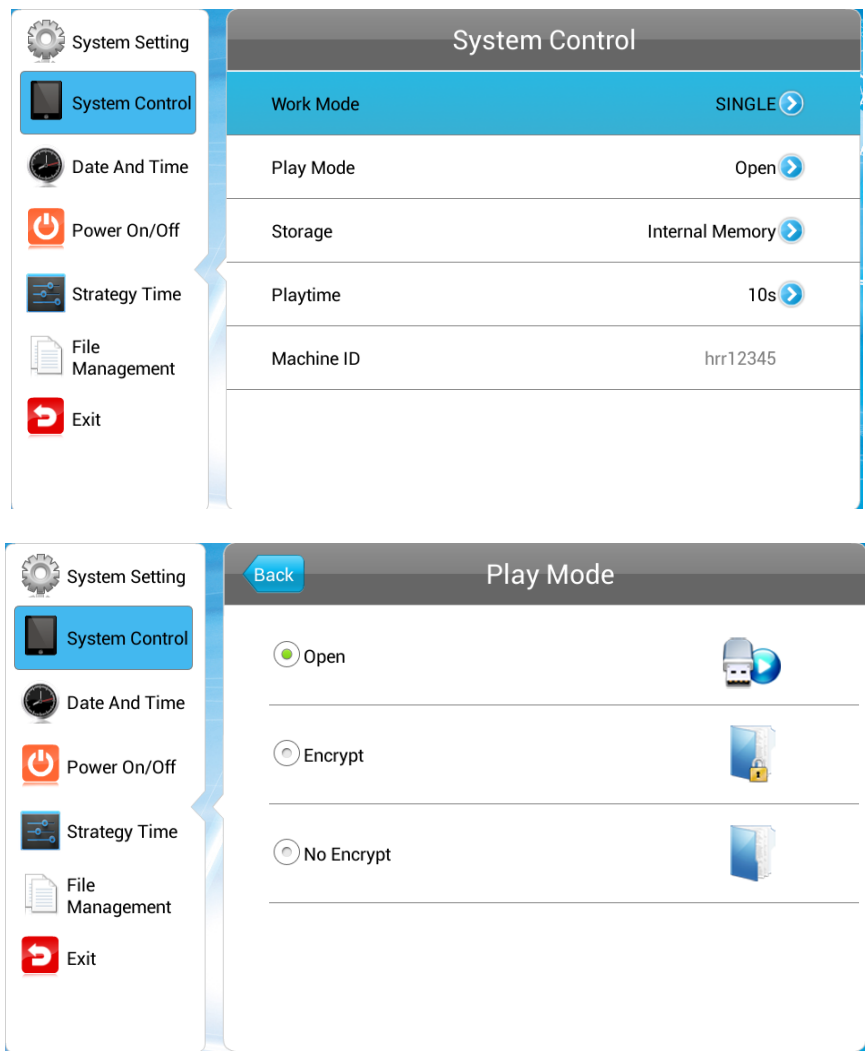 System Setting
System Control
Date And Time
Power On/Off
Strategy Time
File
Management
Exit
System Control
Work Mode SINGLE
Play Mode Open
Storage Internal Memory
Playtime 10s
Machine ID hrr12345
System Setting
System Control
Date And Time
Power On/Off
Strategy Time
File
Management
Exit
Back Play Mode
Open
Encrypt
No Encrypt